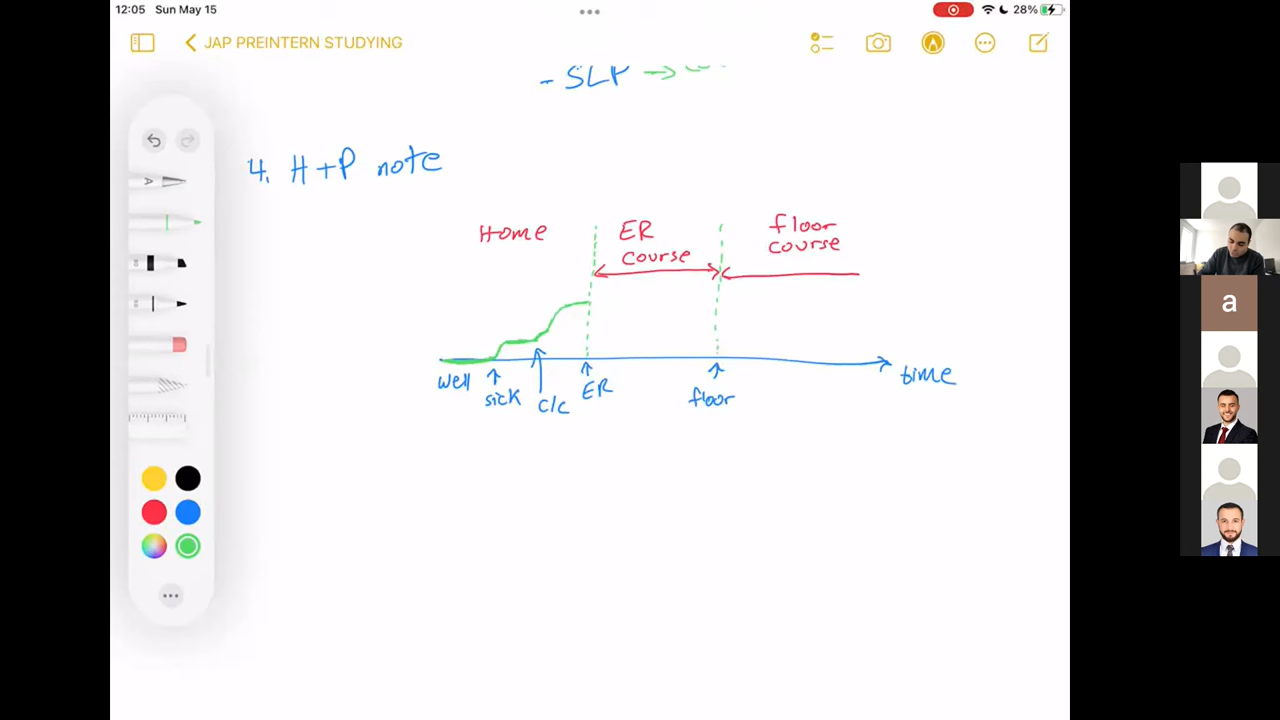 12:05 Sun May 15
28%
JAP PREINTERN STUDYING
- SLP →
4. H+P note
Home
ER
course
floor
course
well
sick
c/c
ER
floor
time
A
a